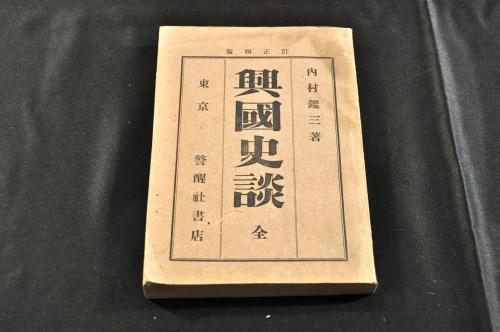 訂正四版
内村鑑三著
興國史談 全
東京 警醒社書店